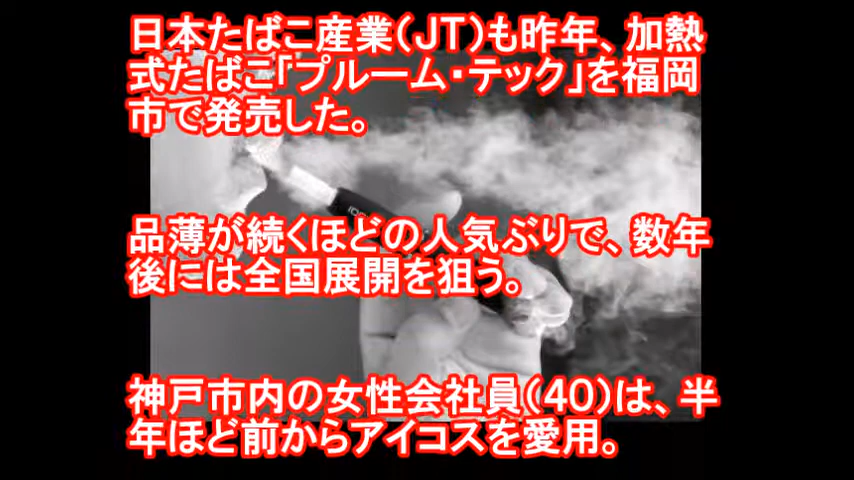 日本たばこ産業（JT）も昨年、加熱
式たばこ「プルーム・テック」を福岡
市で発売した。
品薄が続くほどの人気ぶりで、数年
後には全国展開を狙う。
神戸市内の女性会社員（40）は、半
年ほど前からアイコスを愛用。